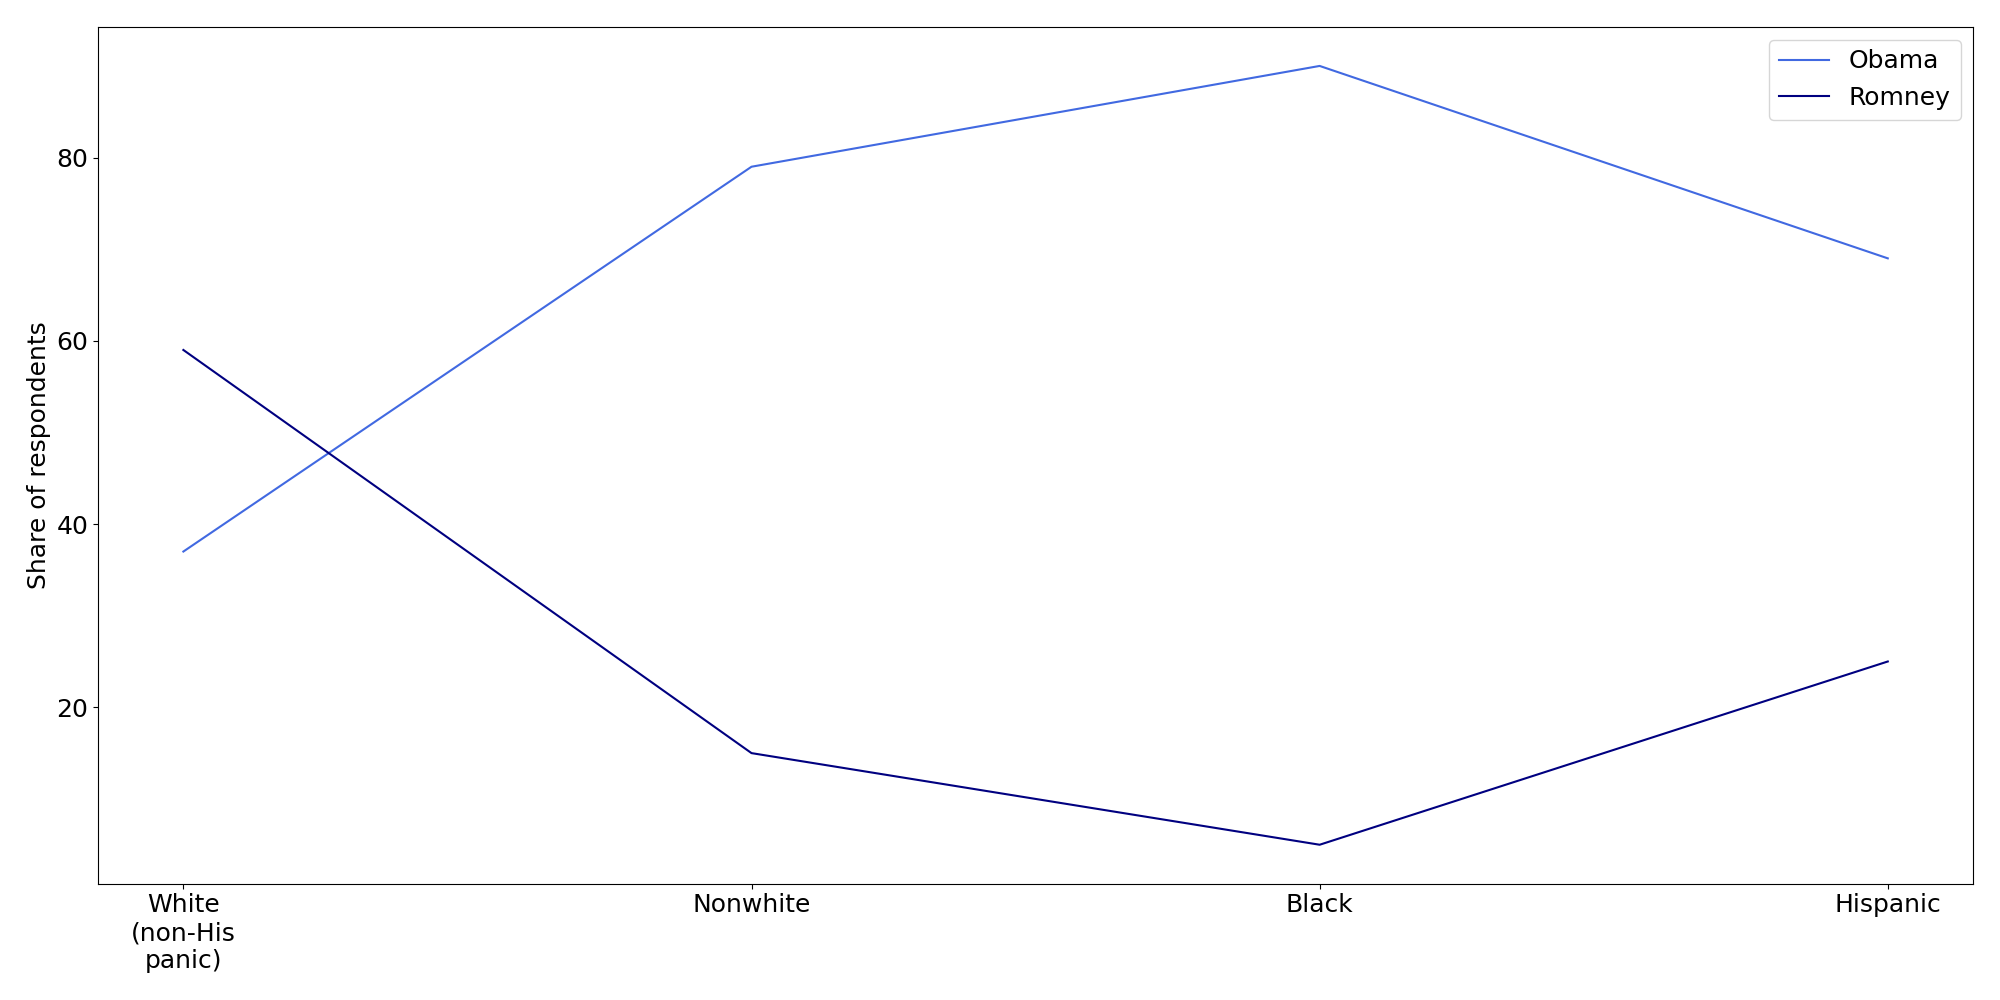 Obama
Romney
Share of respondents
80
60
40
20
White
(non-His
panic)
Nonwhite
Black
Hispanic